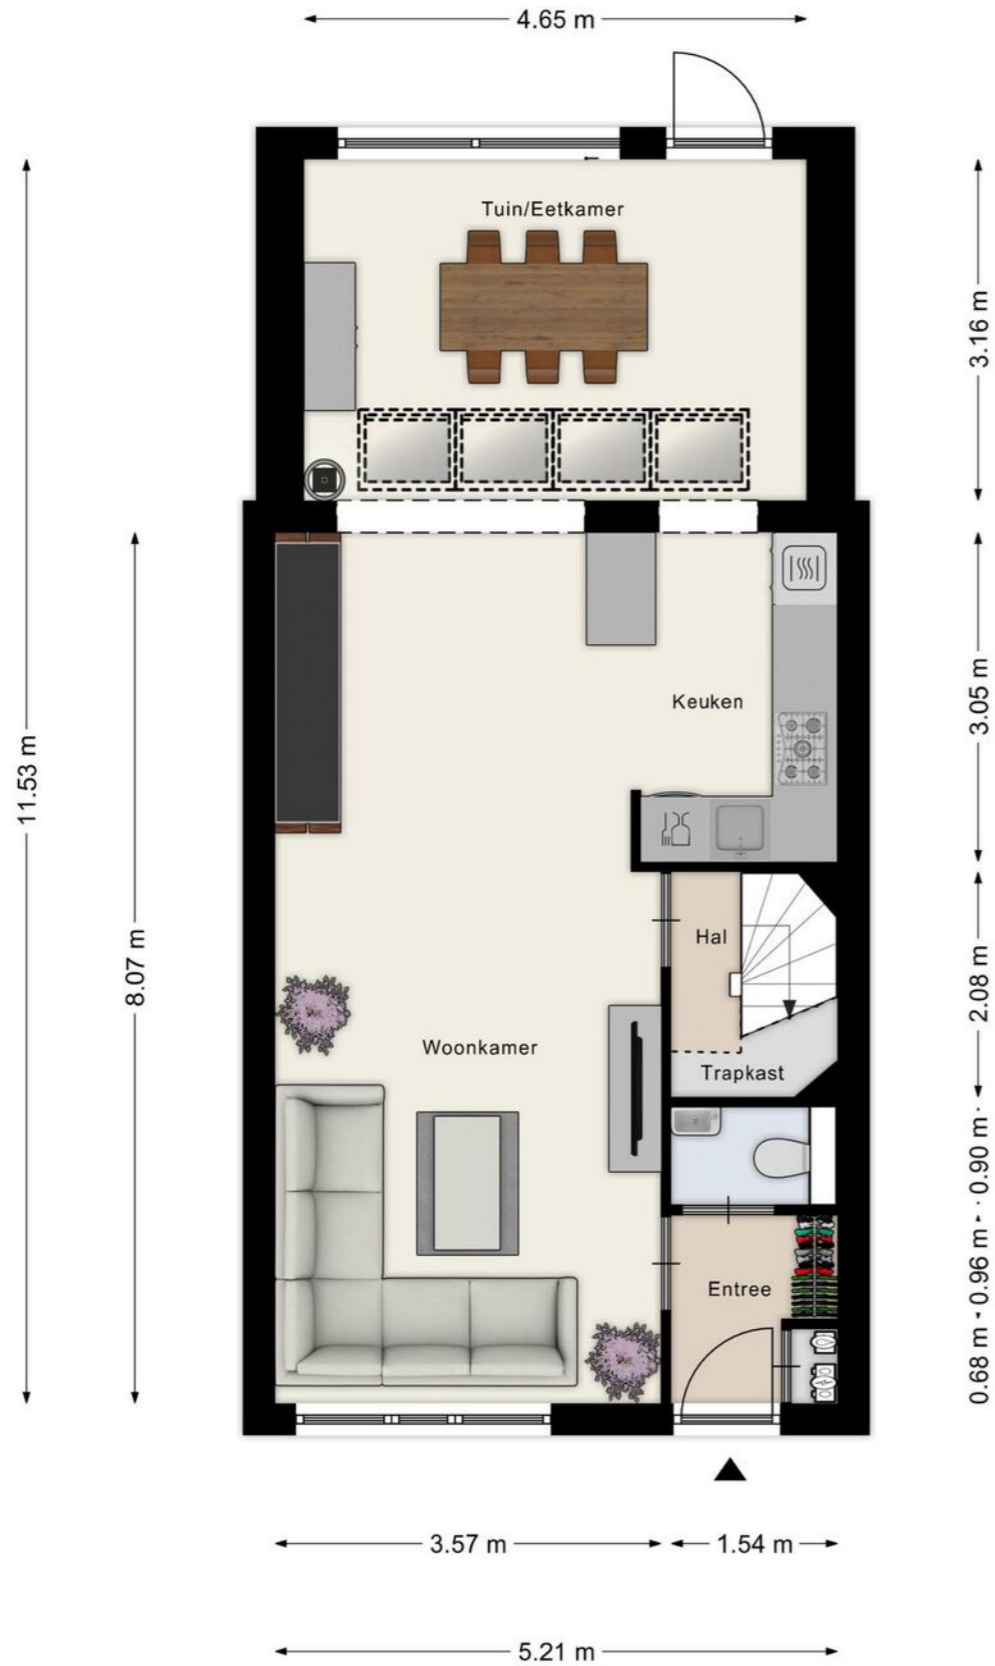 4.65 m
Tuin/Eetkamer
3.16 m
11.53 m
8.07 m
Keuken
3.05 m
Hal
2.08 m
Woonkamer
Trapkast
0.90 m
Entree
0.96 m
0.68 m
3.57 m
1.54 m
5.21 m